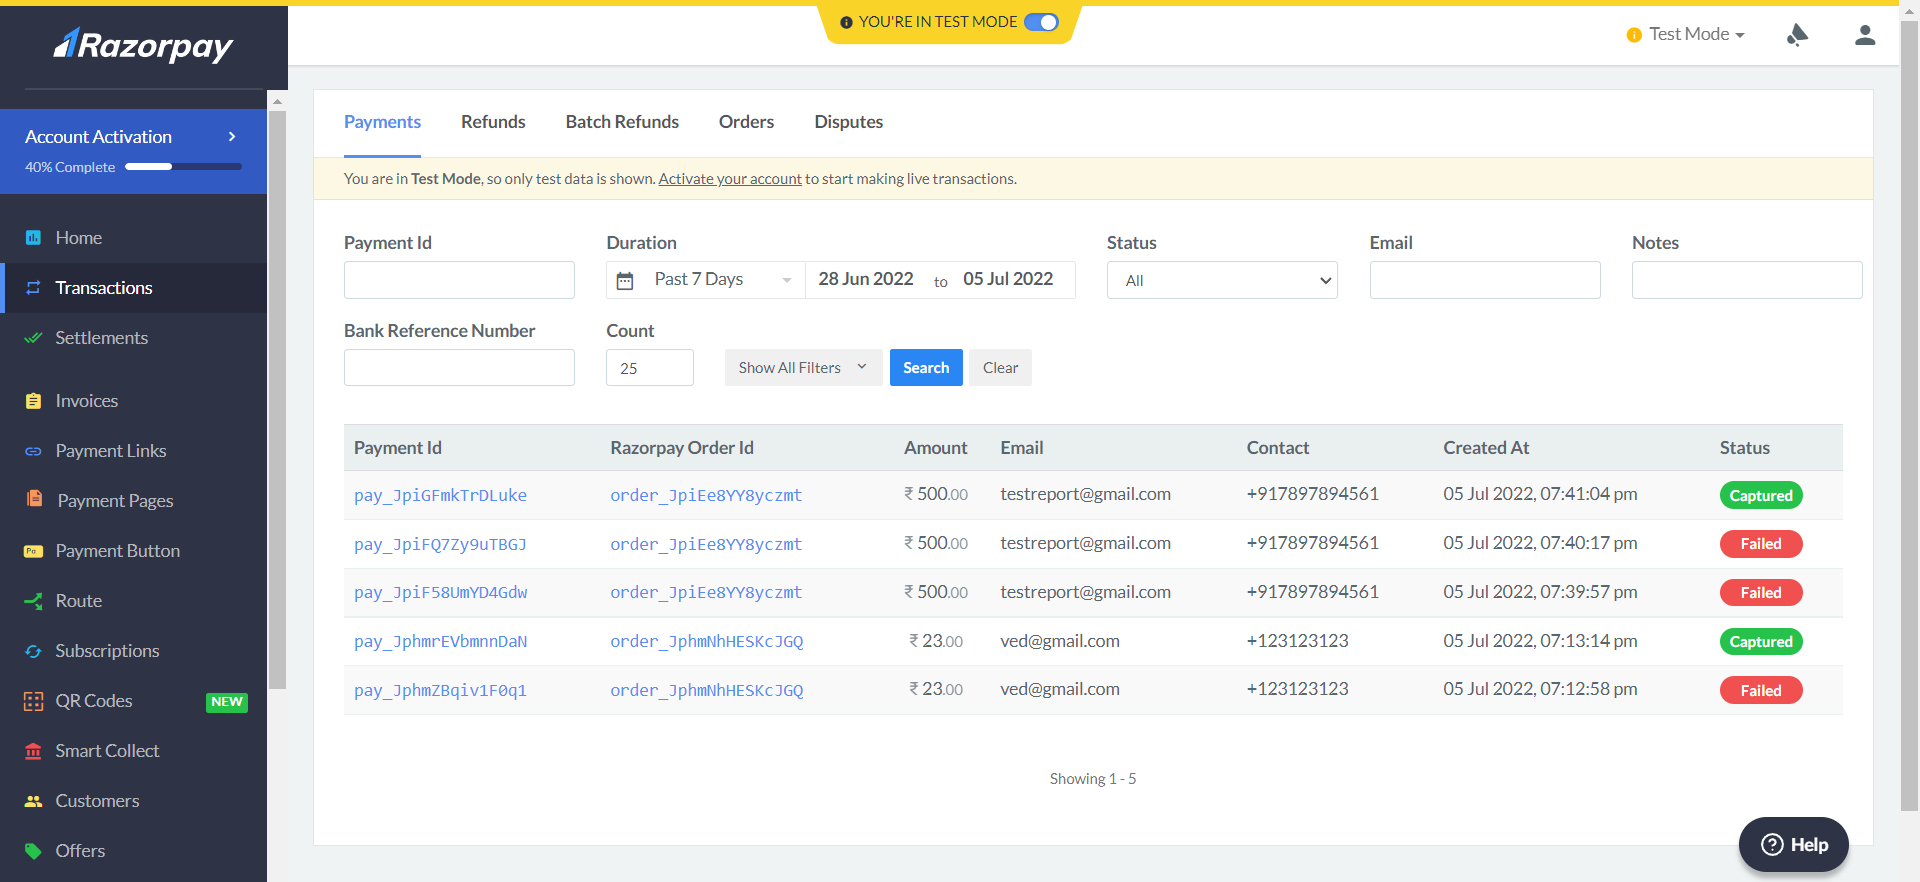 YOU'RE IN TEST MODE
Razorpay
Test Mode
Account Activation
40% Complete
Home
Transactions
Settlements
Invoices
Payment Links
Payment Pages
Payment Button
Route
Subscriptions
QR Codes NEW
Smart Collect
Customers
Offers
Payments Refunds Batch Refunds Orders Disputes
You are in Test Mode, so only test data is shown. Activate your account to start making live transactions.
Payment Id Duration Status Email Notes
Past 7 Days 28 Jun 2022 to 05 Jul 2022 All
Bank Reference Number Count
25 Show All Filters Search Clear
Payment Id Razorpay Order Id Amount Email Contact Created At Status
pay_JpiGFmkTrDLuke order_JpiEe8YY8yczmt ₹ 500.00 testreport@gmail.com +917897894561 05 Jul 2022, 07:41:04 pm Captured
pay_JpiFQ7Zy9uTBGJ order_JpiEe8YY8yczmt ₹ 500.00 testreport@gmail.com +917897894561 05 Jul 2022, 07:40:17 pm Failed
pay_JpiF58UmYD4Gdw order_JpiEe8YY8yczmt ₹ 500.00 testreport@gmail.com +917897894561 05 Jul 2022, 07:39:57 pm Failed
pay_JphmrEVbmnnDaN order_JphmNhHESKcJGQ ₹ 23.00 ved@gmail.com +123123123 05 Jul 2022, 07:13:14 pm Captured
pay_JphmZBqiv1F0q1 order_JphmNhHESKcJGQ ₹ 23.00 ved@gmail.com +123123123 05 Jul 2022, 07:12:58 pm Failed
Showing 1 - 5
Help